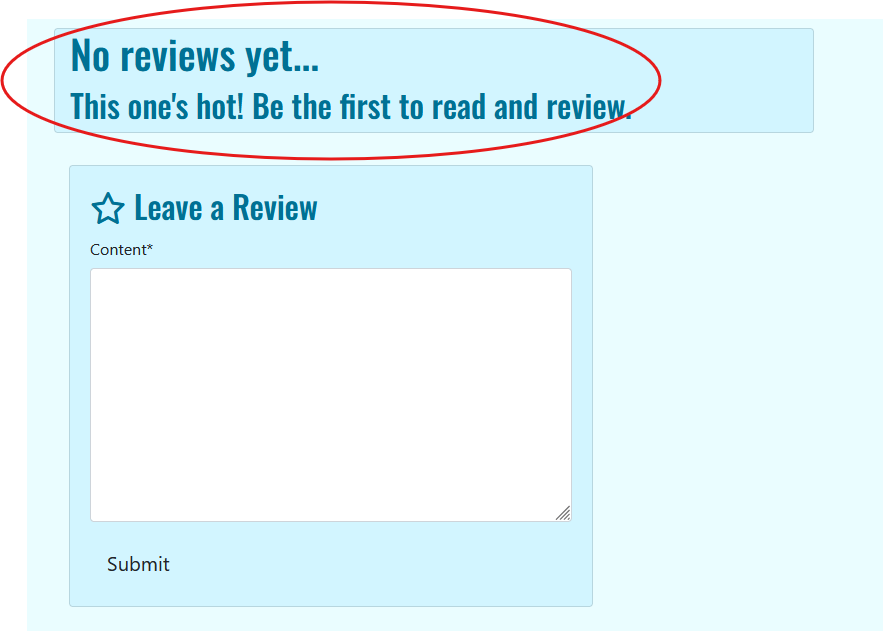 No reviews yet...
This one's hot! Be the first to read and review.
Leave a Review
Content*
Submit